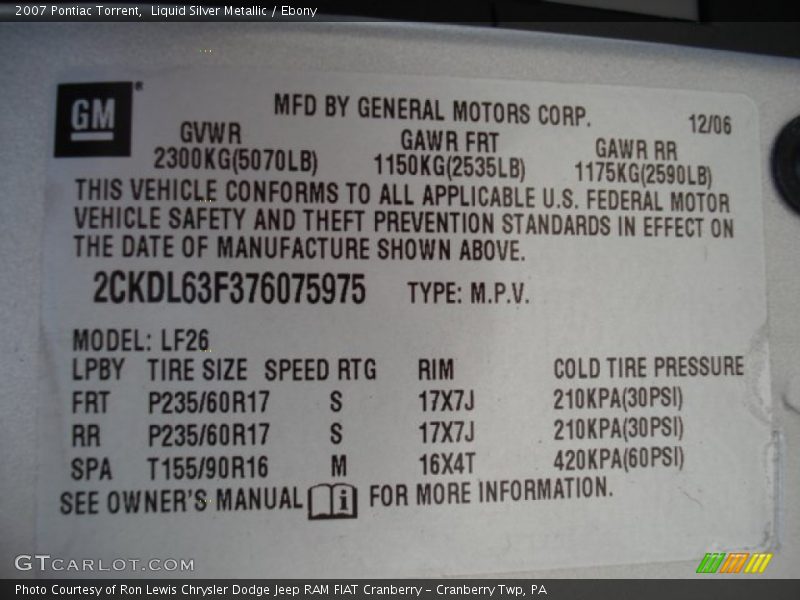 2007 Pontiac Torrent,  Liquid Silver Metallic / Ebony
GM®
MFD BY GENERAL MOTORS CORP.
12/06
GVWR GAWR FRT GAWR RR
2300KG(5070LB) 1150KG(2535LB) 1175KG(2590LB)
THIS VEHICLE CONFORMS TO ALL APPLICABLE U.S. FEDERAL MOTOR
VEHICLE SAFETY AND THEFT PREVENTION STANDARDS IN EFFECT ON
THE DATE OF MANUFACTURE SHOWN ABOVE.
2CKDL63F376075975 TYPE: M.P.V.
MODEL: LF26
LPBY TIRE SIZE SPEED RTG RIM COLD TIRE PRESSURE
FRT P235/60R17 S 17X7J 210KPA(30PSI)
RR P235/60R17 S 17X7J 210KPA(30PSI)
SPA T155/90R16 M 16X4T 420KPA(60PSI)
SEE OWNER'S MANUAL i FOR MORE INFORMATION.
GTCARLOT.COM
Photo Courtesy of Ron Lewis Chrysler Dodge Jeep RAM FIAT Cranberry – Cranberry Twp, PA